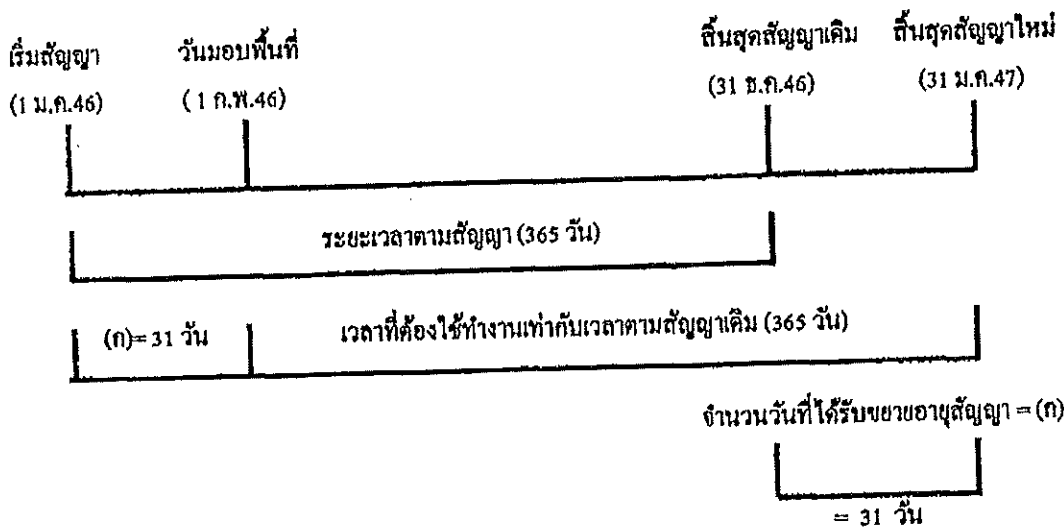 เริ่มสัญญา วันมอบพื้นที่ สิ้นสุดสัญญาเดิม สิ้นสุดสัญญาใหม่
(1 ม.ค.46) ( 1 ก.พ.46) (31 ธ.ค.46) (31 ม.ค.47)
ระยะเวลาตามสัญญา (365 วัน)
(ก)= 31 วัน เวลาที่ต้องใช้ทำงานเท่ากับเวลาตามสัญญาเดิม (365 วัน)
จำนวนวันที่ได้รับขยายอายุสัญญา = (ก)
= 31 วัน